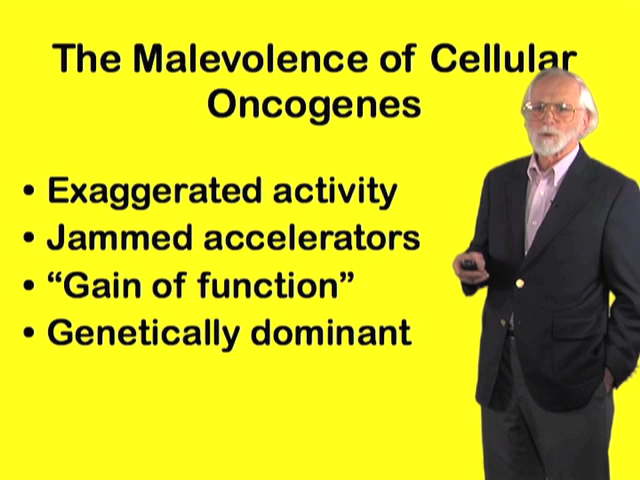 The Malevolence of Cellular
Oncogenes
• Exaggerated activity
• Jammed accelerators
• “Gain of function”
• Genetically dominant